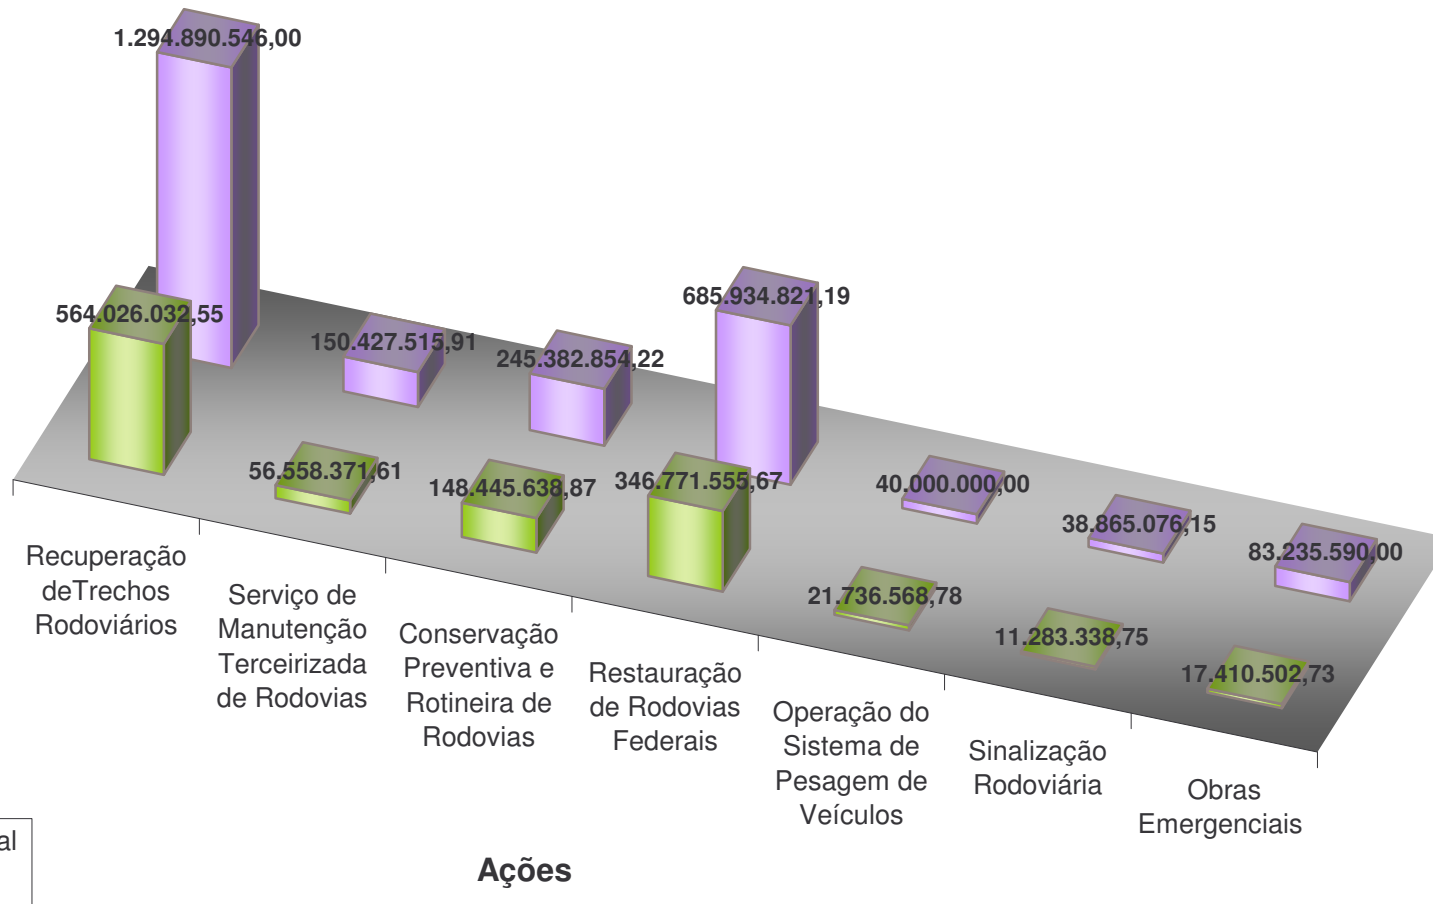 1.294.890.546,00
564.026.032,55
150.427.515,91
245.382.854,22
685.934.821,19
56.558.371,61
148.445.638,87
346.771.555,67
40.000.000,00
38.865.076,15
83.235.590,00
21.736.568,78
11.283.338,75
17.410.502,73
Recuperação
deTrechos
Rodoviários
Serviço de
Manutenção
Terceirizada
de Rodovias
Conservação
Preventiva e
Rotineira de
Rodovias
Restauração
de Rodovias
Federais
Operação do
Sistema de
Pesagem de
Veículos
Sinalização
Rodoviária
Obras
Emergenciais
al
Ações